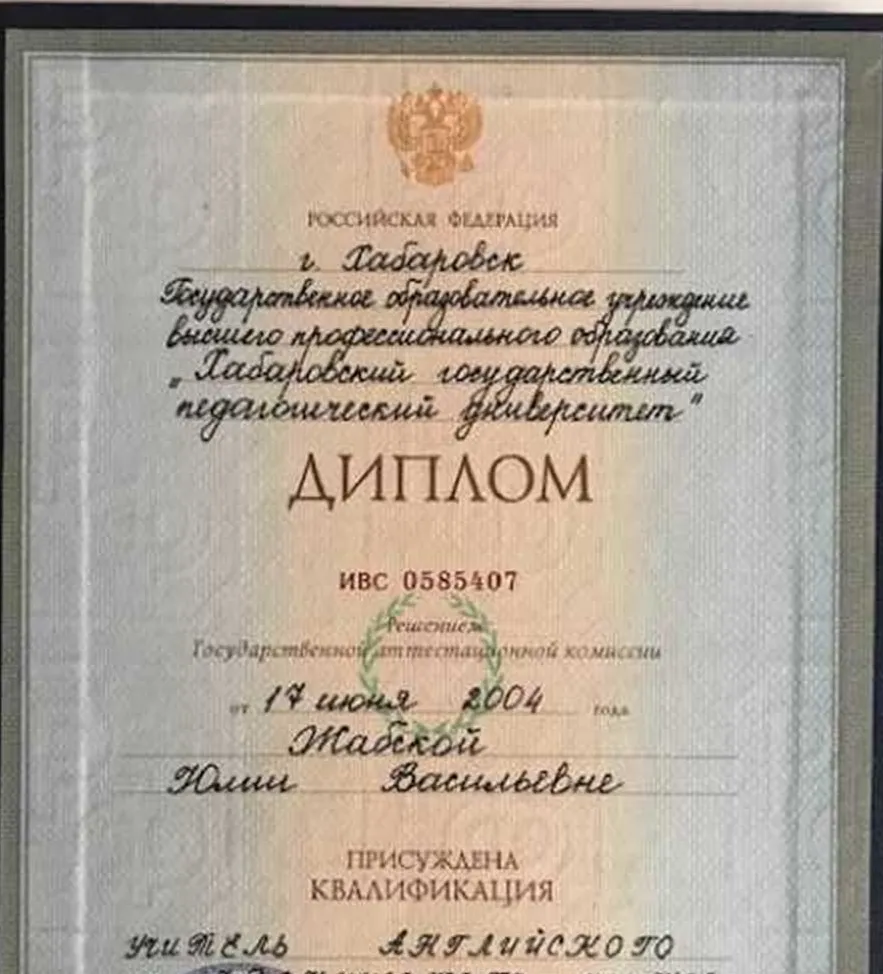 РОССИЙСКАЯ ФЕДЕРАЦИЯ
г. Хабаровск
Государственное образовательное учреждение
высшего профессионального образования
„Хабаровский государственный
педагогический университет"
ДИПЛОМ
ИВС 0585407
Решением
Государственной аттестационной комиссии
от 17 июня 2004 года
Жабской
Юлии Васильевне
ПРИСУЖДЕНА
КВАЛИФИКАЦИЯ
УЧИТЕЛЬ АНГЛИЙСКОГО